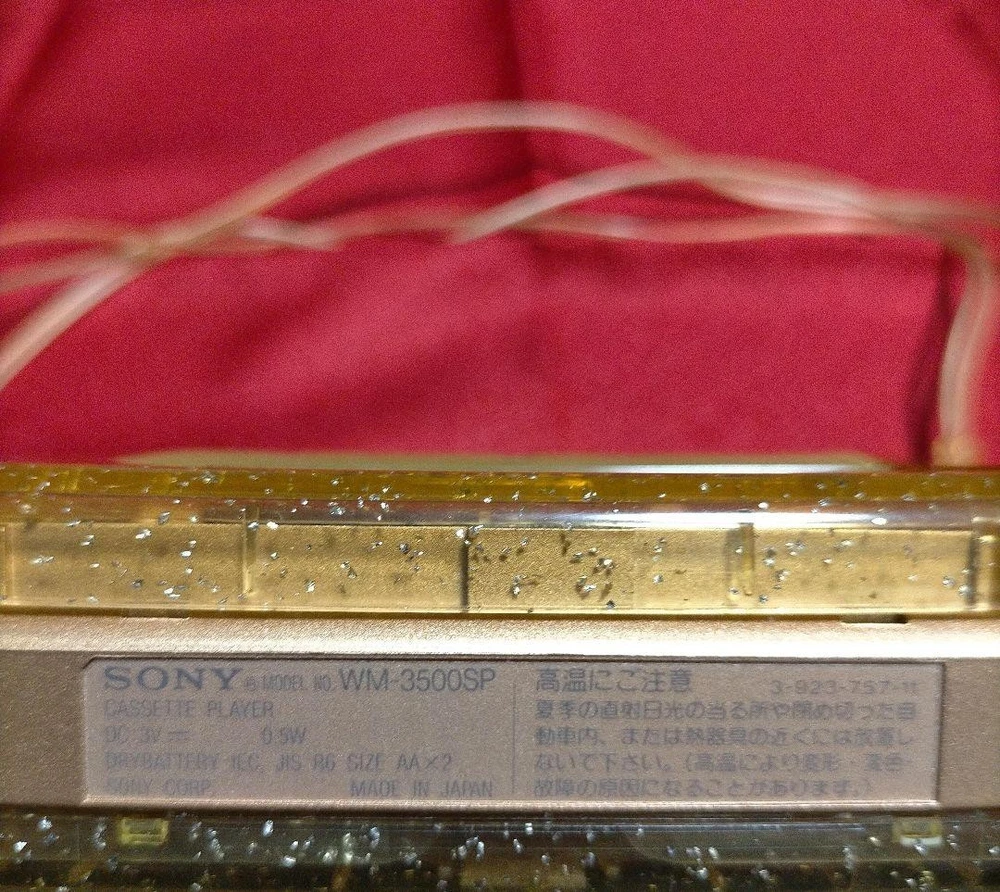 SONY ® MODEL NO. WM-3500SP
CASSETTE PLAYER
DC 3V ⎓ 0.9W
DRYBATTERY IEC, JIS R6 SIZE AA×2
SONY CORP. MADE IN JAPAN
高温にご注意 3-923-757-11
夏季の直射日光の当る所や閉め切った自
動車内、または熱器具の近くには放置し
ないで下さい。(高温により変形・変色・
故障の原因になることがあります。)